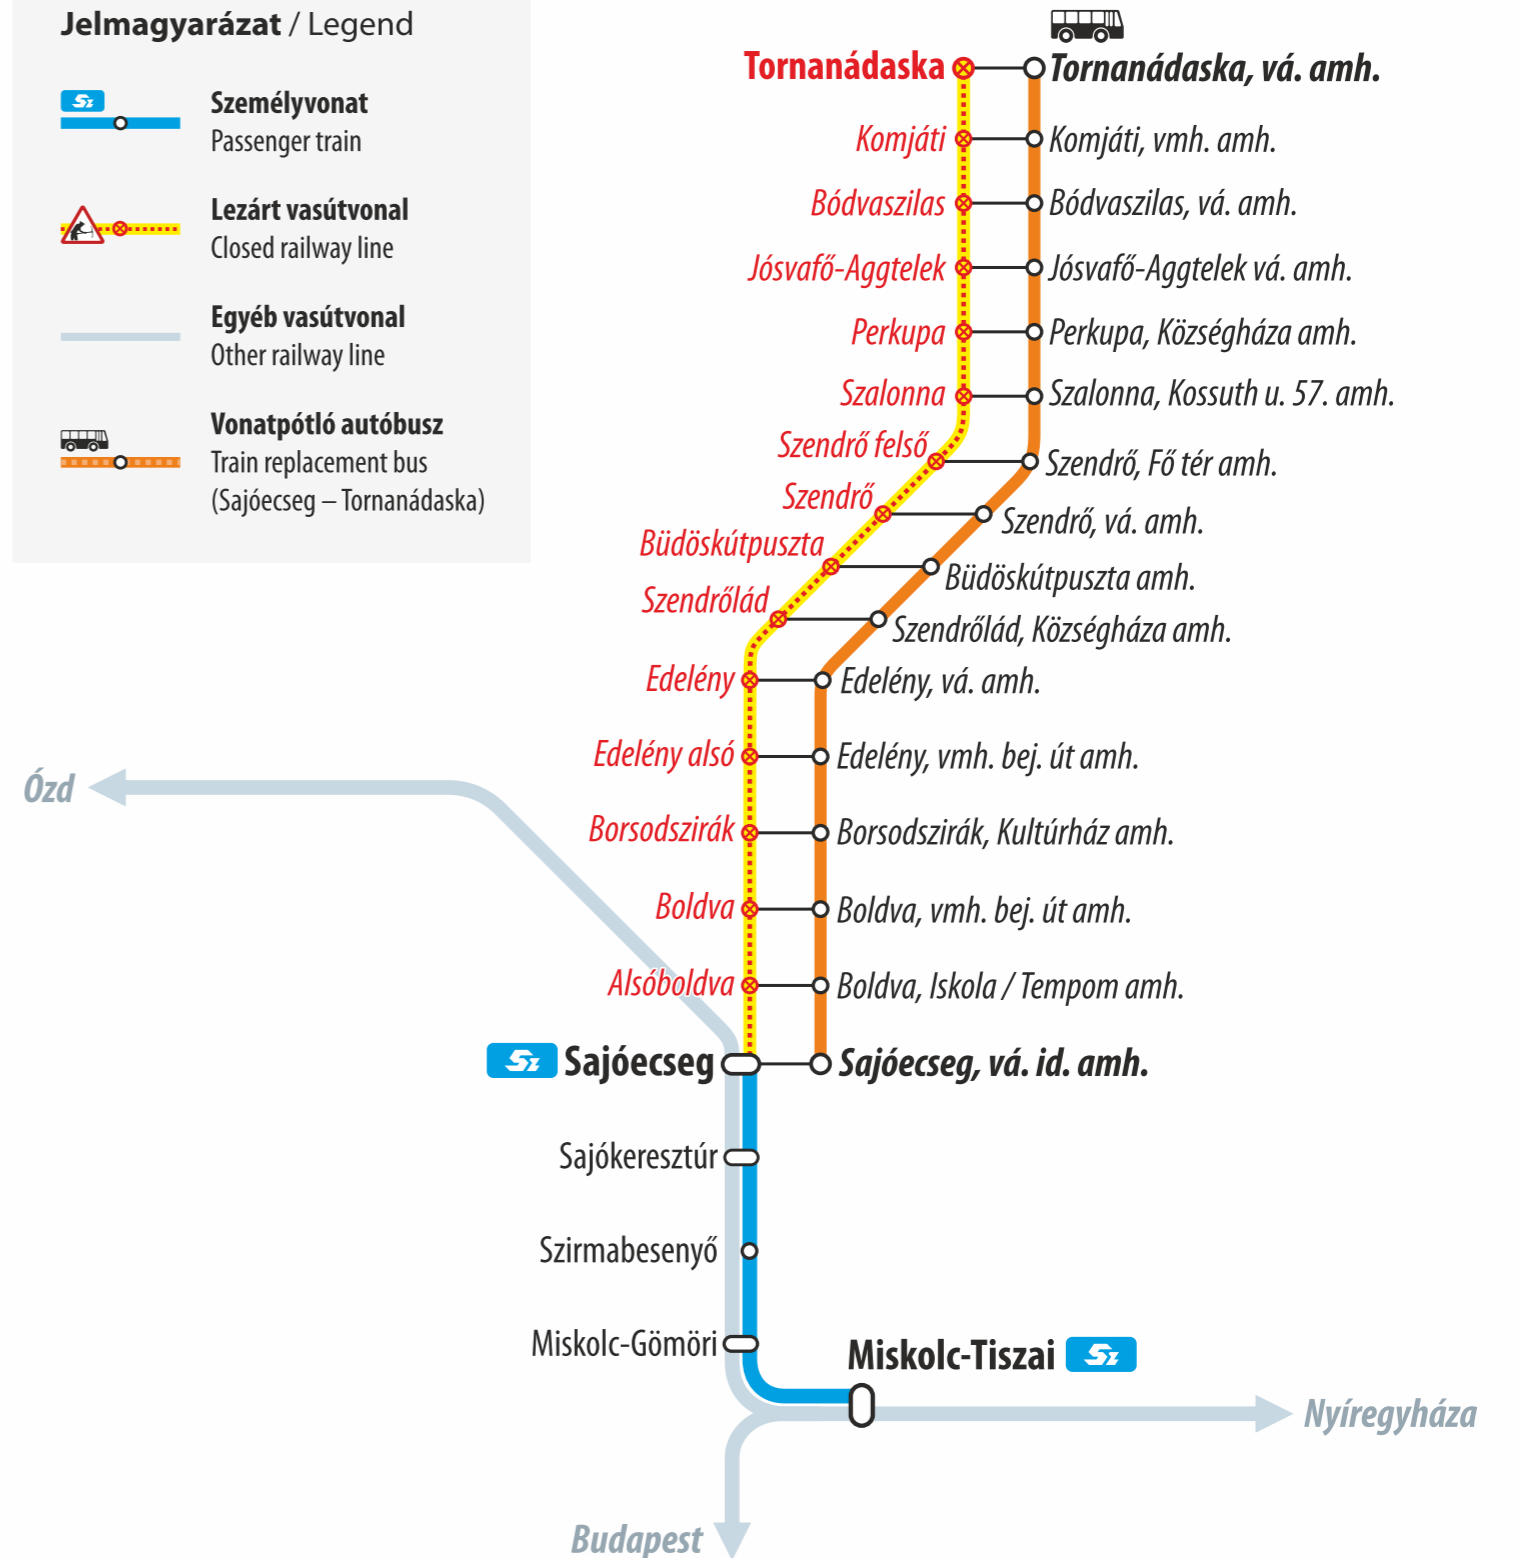 Jelmagyarázat / Legend
Sz
Személyvonat
Passenger train
Lezárt vasútvonal
Closed railway line
Egyéb vasútvonal
Other railway line
Vonatpótló autóbusz
Train replacement bus
(Sajóecseg – Tornanádaska)
Tornanádaska
Tornanádaska, vá. amh.
Komjáti
Komjáti, vmh. amh.
Bódvaszilas
Bódvaszilas, vá. amh.
Jósvafő-Aggtelek
Jósvafő-Aggtelek vá. amh.
Perkupa
Perkupa, Községháza amh.
Szalonna
Szalonna, Kossuth u. 57. amh.
Szendrő felső
Szendrő, Fő tér amh.
Szendrő
Szendrő, vá. amh.
Büdöskútpuszta
Büdöskútpuszta amh.
Szendrőlád
Szendrőlád, Községháza amh.
Edelény
Edelény, vá. amh.
Edelény alsó
Edelény, vmh. bej. út amh.
Ózd
Borsodszirák
Borsodszirák, Kultúrház amh.
Boldva
Boldva, vmh. bej. út amh.
Alsóboldva
Boldva, Iskola / Tempom amh.
Sz Sajóecseg
Sajóecseg, vá. id. amh.
Sajókeresztúr
Szirmabesenyő
Miskolc-Gömöri
Miskolc-Tiszai Sz
Nyíregyháza
Budapest